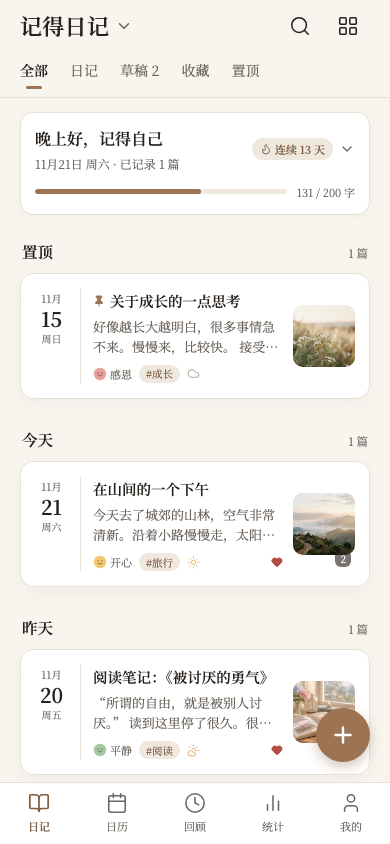 记得日记
全部 日记 草稿 2 收藏 置顶
晚上好，记得自己
连续 13 天
11月21日 周六 · 已记录 1 篇
131 / 200 字
置顶 1 篇
11月
15
周日
关于成长的一点思考
好像越长大越明白，很多事情急
不来。慢慢来，比较快。 接受…
感恩 #成长
今天 1 篇
11月
21
周六
在山间的一个下午
今天去了城郊的山林，空气非常
清新。沿着小路慢慢走，太阳…
开心 #旅行
2
昨天 1 篇
11月
20
周五
阅读笔记：《被讨厌的勇气》
“所谓的自由，就是被别人讨
厌。” 读到这里停了很久。很…
平静 #阅读
日记 日历 回顾 统计 我的